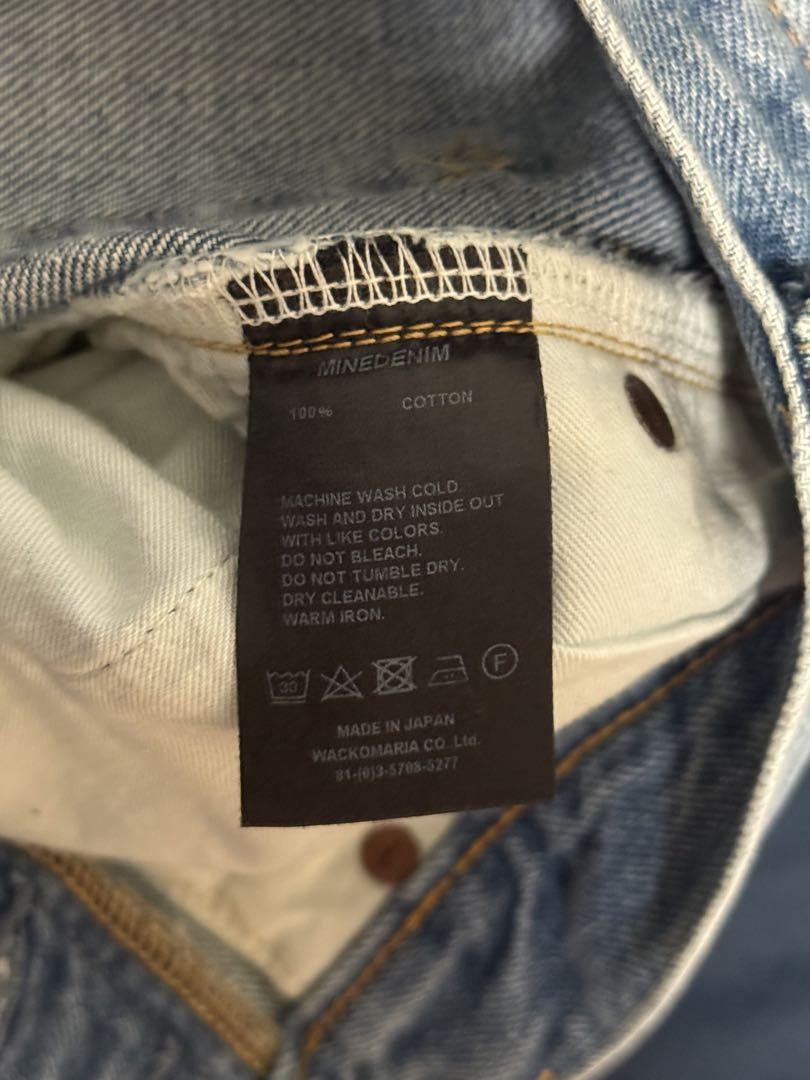 MINEDENIM
100% COTTON
MACHINE WASH COLD.
WASH AND DRY INSIDE OUT
WITH LIKE COLORS.
DO NOT BLEACH.
DO NOT TUMBLE DRY.
DRY CLEANABLE.
WARM IRON.
30 F
MADE IN JAPAN
WACKOMARIA CO. Ltd.
81-(0)3-5708-5277